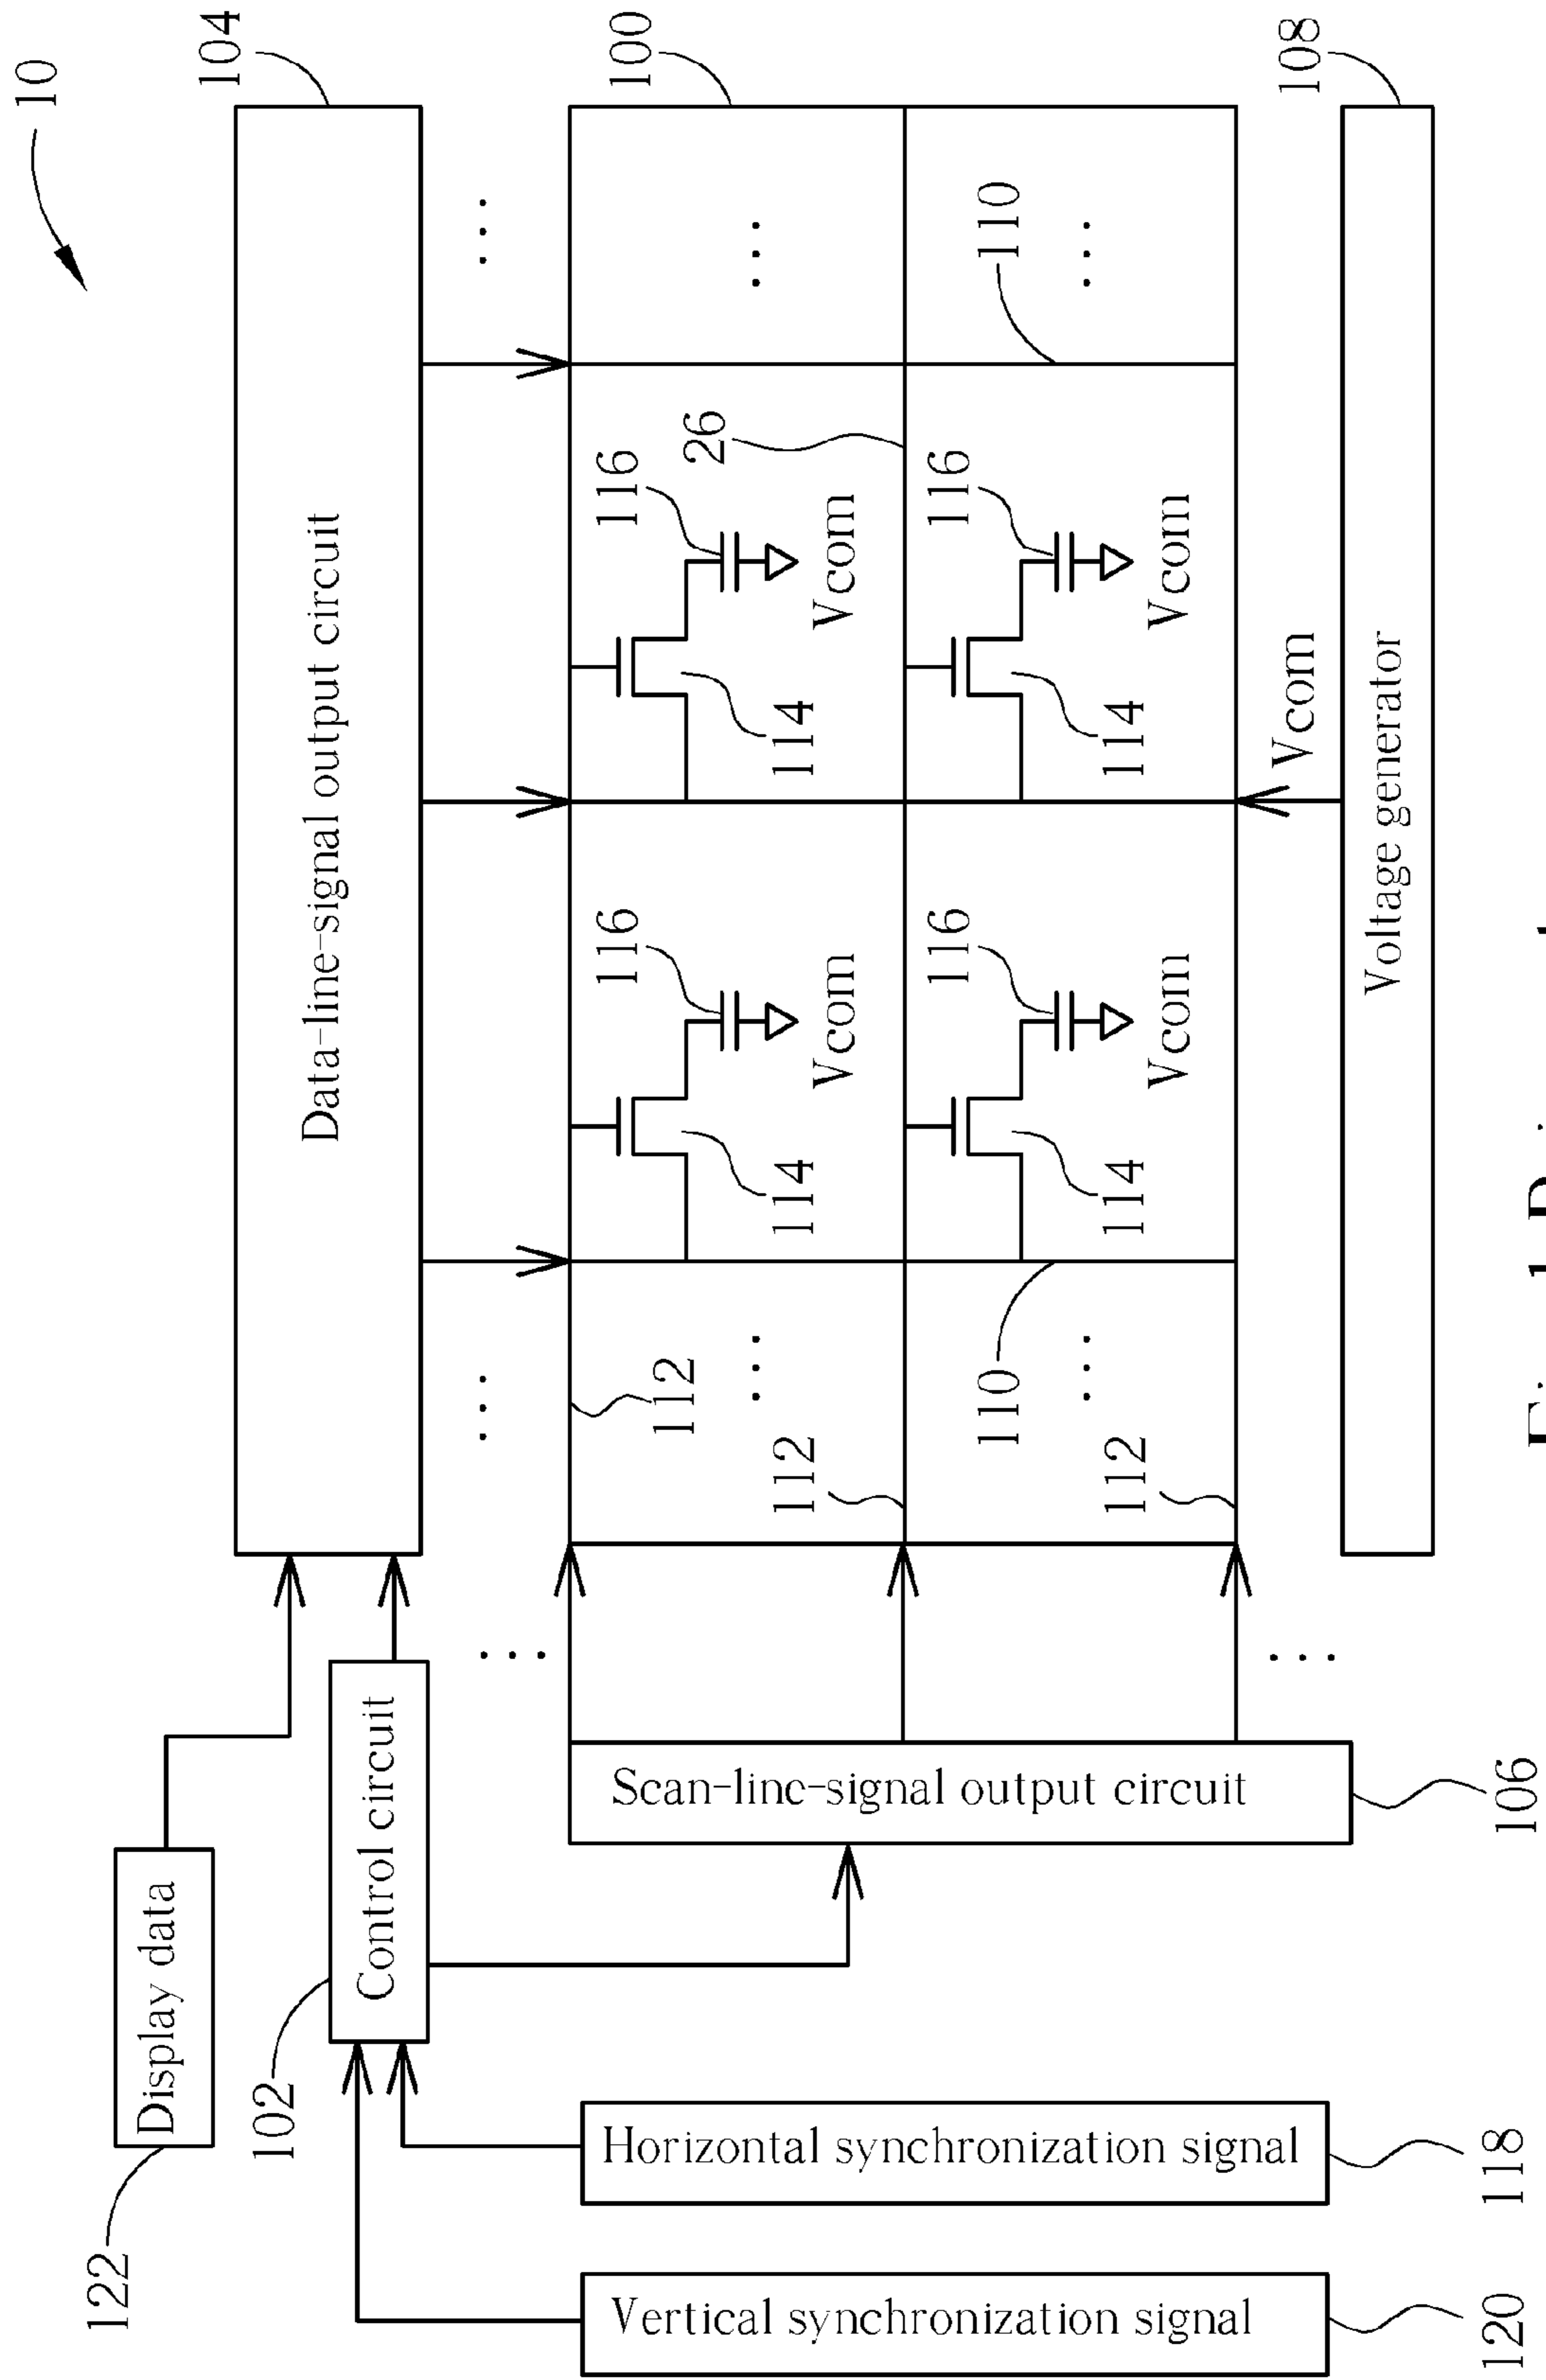 10
104
Data-line-signal output circuit
122
Display data
102
Control circuit
100
112
116
116
26
114
Vcom
114
Vcom
112
110
110
116
116
114
Vcom
114
Vcom
112
Scan-line-signal output circuit
106
Vcom
108
Voltage generator
Horizontal synchronization signal
118
Vertical synchronization signal
120